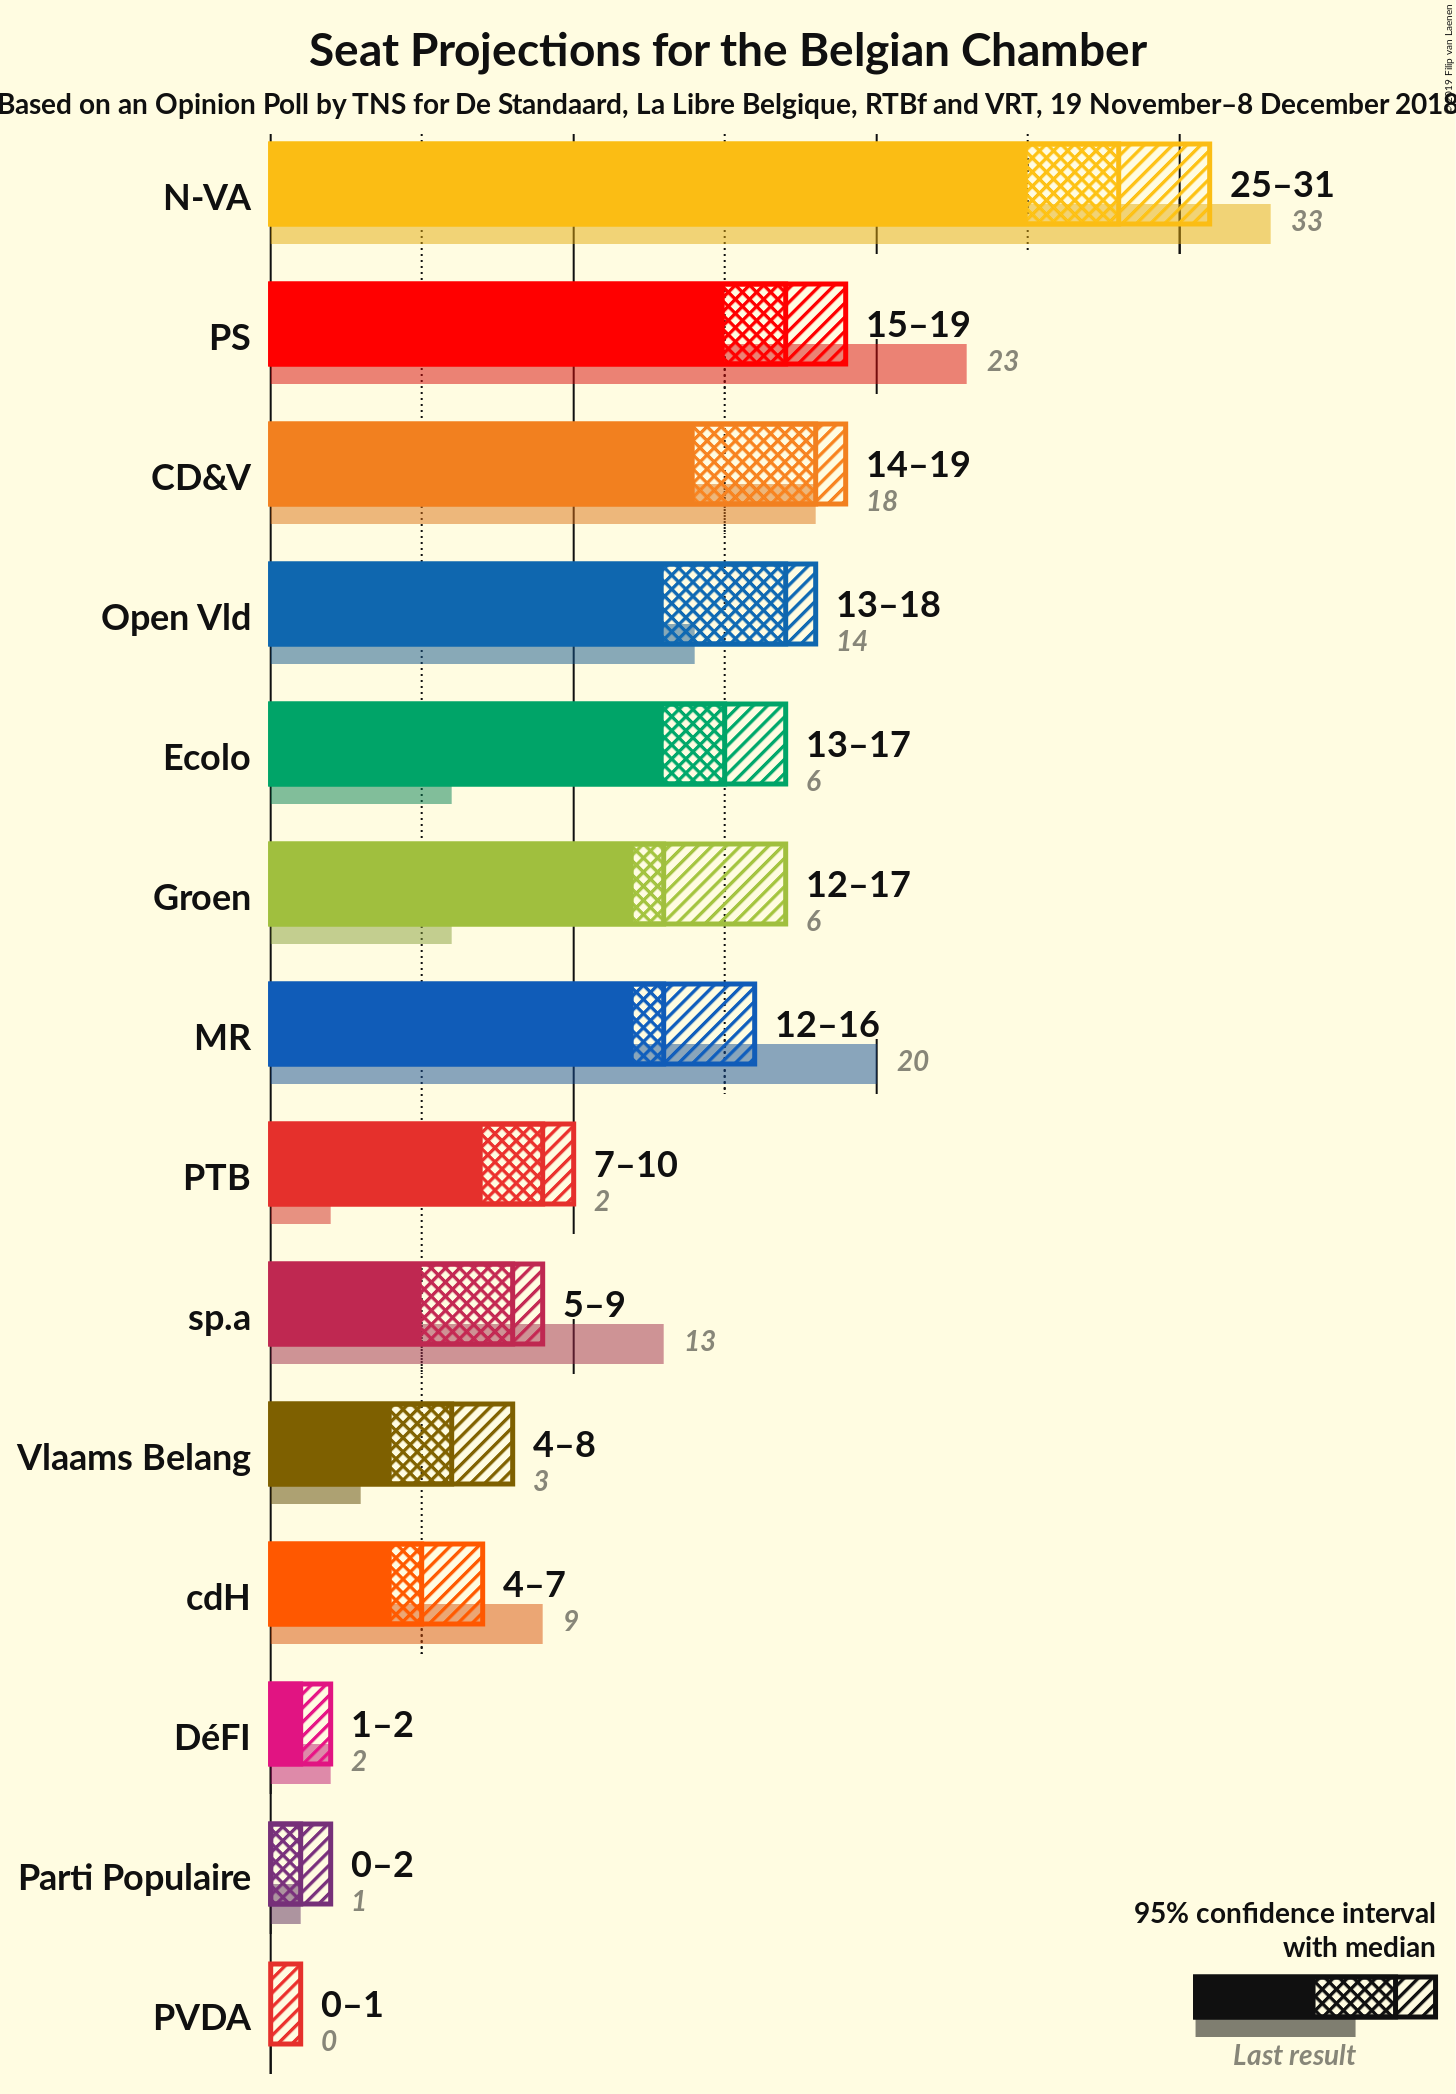 Seat Projections for the Belgian Chamber
Based on an Opinion Poll by TNS for De Standaard, La Libre Belgique, RTBf and VRT, 19 November–8 December 2018
N-VA
25–31
33
PS
15–19
23
CD&V
14–19
18
Open Vld
13–18
14
Ecolo
13–17
6
Groen
12–17
6
MR
12–16
20
PTB
7–10
2
sp.a
5–9
13
Vlaams Belang
4–8
3
cdH
4–7
9
DéFI
1–2
2
Parti Populaire
0–2
1
PVDA
0–1
0
95% confidence interval
with median
Last result
Filip van Laenen